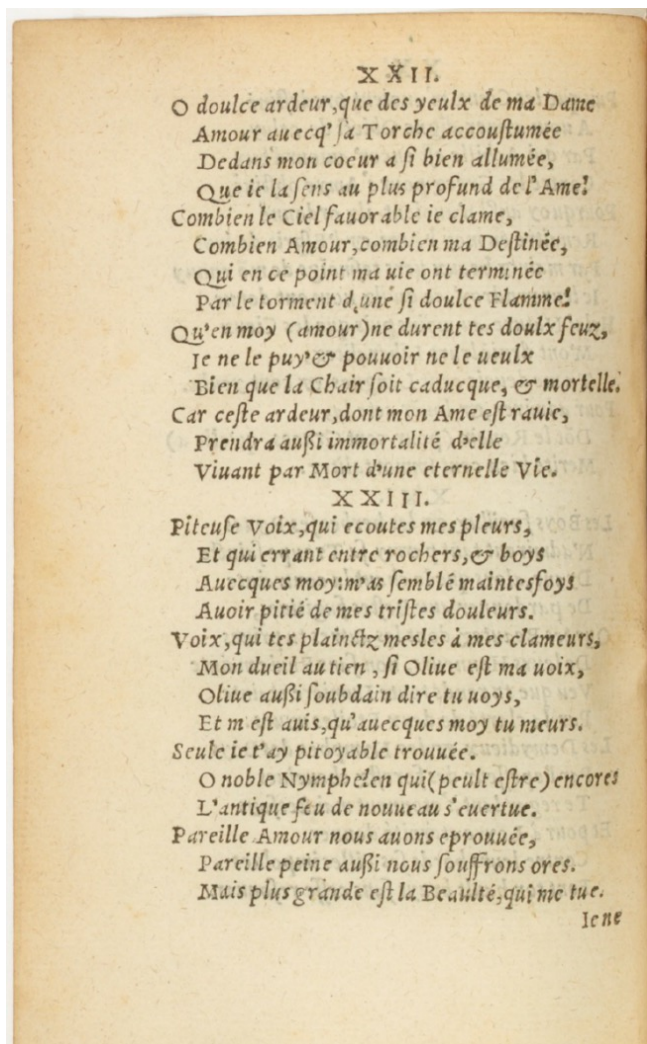 XXII.
O doulce ardeur, que des yeulx de ma Dame
Amour auecq' sa Torche accoustumée
Dedans mon coeur a si bien allumée,
Que ie la sens au plus profund de l'Ame!
Combien le Ciel fauorable ie clame,
Combien Amour, combien ma Destinée,
Qui en ce point ma uie ont terminée
Par le torment d,une si doulce Flamme!
Qu'en moy (amour) ne durent tes doulx feuz,
Ie ne le puy' & pouuoir ne le ueulx
Bien que la Chair soit caducque, & mortelle.
Car ceste ardeur, dont mon Ame est rauie,
Prendra außi immortalité d'elle
Viuant par Mort d'une eternelle Vie.
XXIII.
Piteuse Voix, qui ecoutes mes pleurs,
Et qui errant entre rochers, & boys
Auecques moy: m'as semblé maintesfoys
Auoir pitié de mes tristes douleurs.
Voix, qui tes plainctz mesles à mes clameurs,
Mon dueil au tien, si Oliue est ma uoix,
Oliue außi soubdain dire tu uoys,
Et m est auis, qu'auecques moy tu meurs.
Seule ie t'ay pitoyable trouuée.
O noble Nymphe! en qui (peult estre) encores
L'antique feu de nouueau s'euertue.
Pareille Amour nous auons eprouuée,
Pareille peine außi nous souffrons ores.
Mais plus grande est la Beaulté, qui me tue.
Ie ne